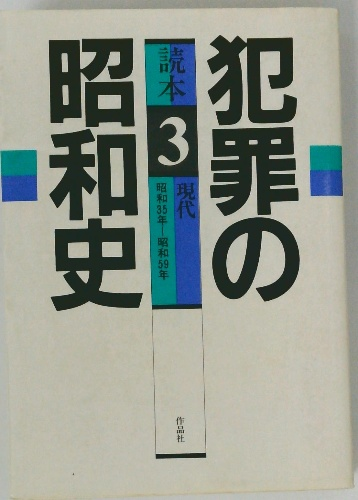 犯罪の
昭和史
読本
3
現代
昭和35年—昭和59年
作品社